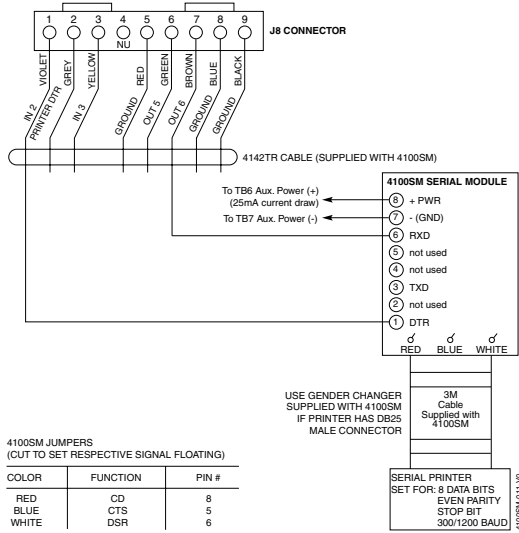 1 2 3 4 5 6 7 8 9
J8 CONNECTOR
NU
VIOLET
GREY
YELLOW
RED
GREEN
BROWN
BLUE
BLACK
IN 2
PRINTER DTR
IN 3
GROUND
OUT 5
OUT 6
GROUND
GROUND
4142TR CABLE (SUPPLIED WITH 4100SM)
4100SM SERIAL MODULE
To TB6 Aux. Power (+)
(25mA current draw)
To TB7 Aux. Power (-)
8 + PWR
7 - (GND)
6 RXD
5 not used
4 not used
3 TXD
2 not used
1 DTR
RED BLUE WHITE
USE GENDER CHANGER
SUPPLIED WITH 4100SM
IF PRINTER HAS DB25
MALE CONNECTOR
3M
Cable
Supplied with
4100SM
4100SM JUMPERS
(CUT TO SET RESPECTIVE SIGNAL FLOATING)
COLOR FUNCTION PIN #
RED CD 8
BLUE CTS 5
WHITE DSR 6
SERIAL PRINTER
SET FOR: 8 DATA BITS
EVEN PARITY
STOP BIT
300/1200 BAUD